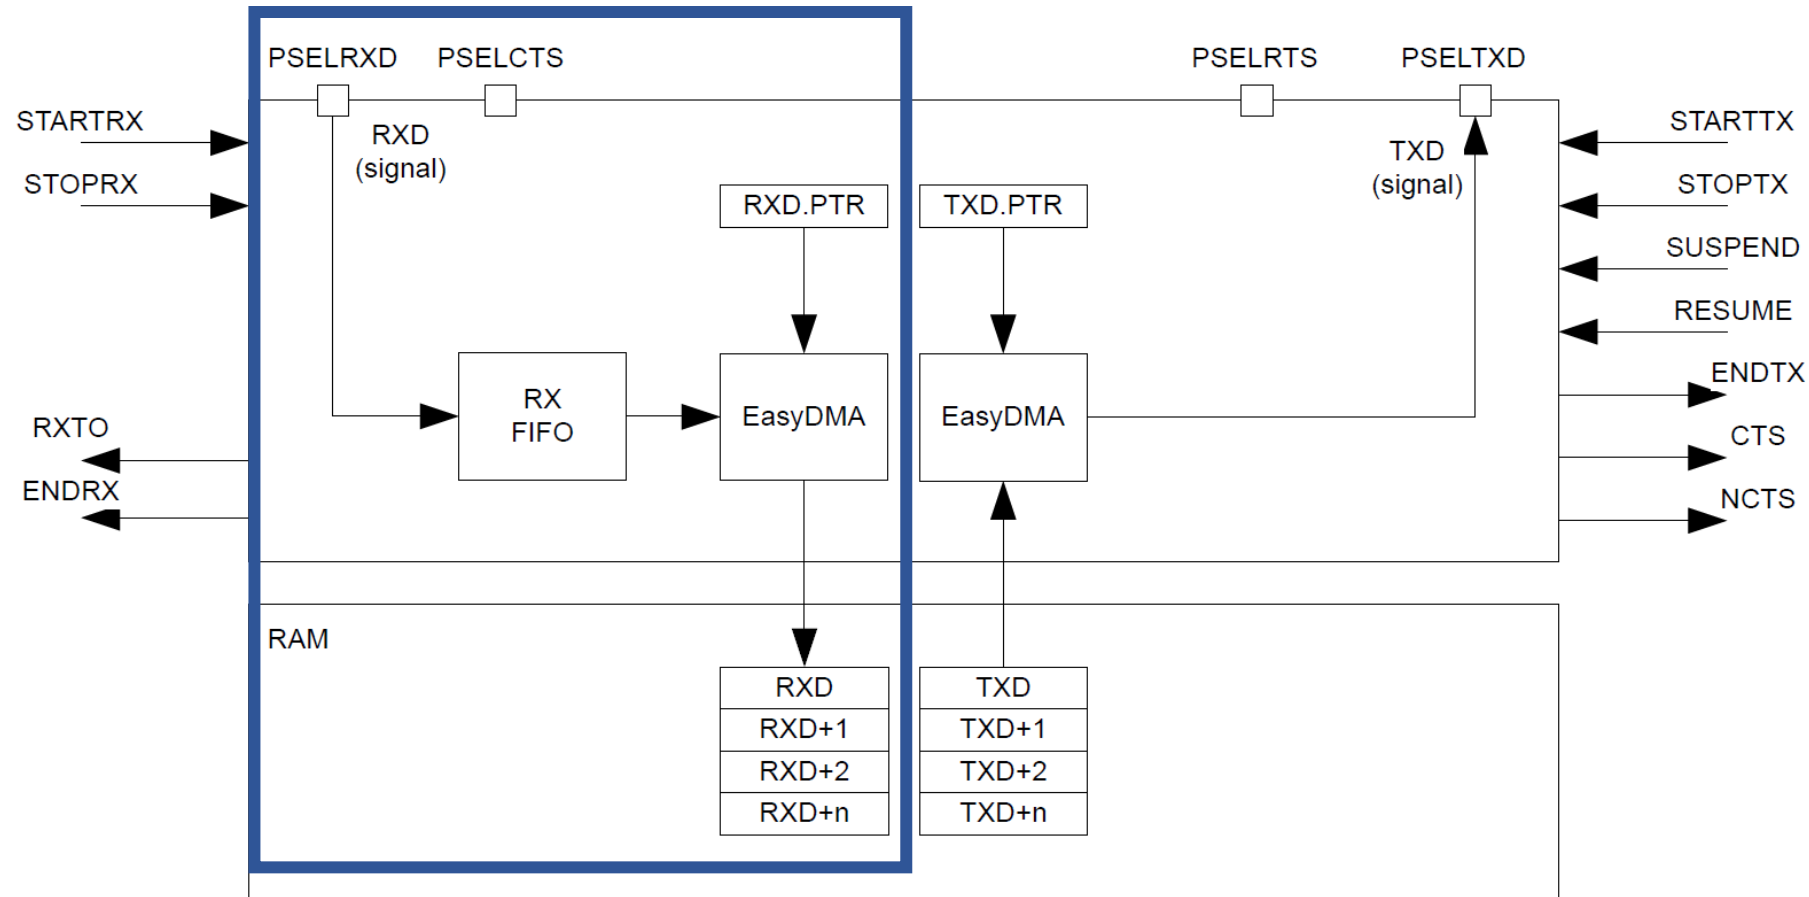 PSELRXD
PSELCTS
PSELRTS
PSELTXD
STARTRX
RXD
(signal)
TXD
(signal)
STARTTX
STOPRX
RXD.PTR
TXD.PTR
STOPTX
SUSPEND
RESUME
RX
FIFO
EasyDMA
EasyDMA
ENDTX
RXTO
CTS
ENDRX
NCTS
RAM
RXD
RXD+1
RXD+2
RXD+n
TXD
TXD+1
TXD+2
TXD+n